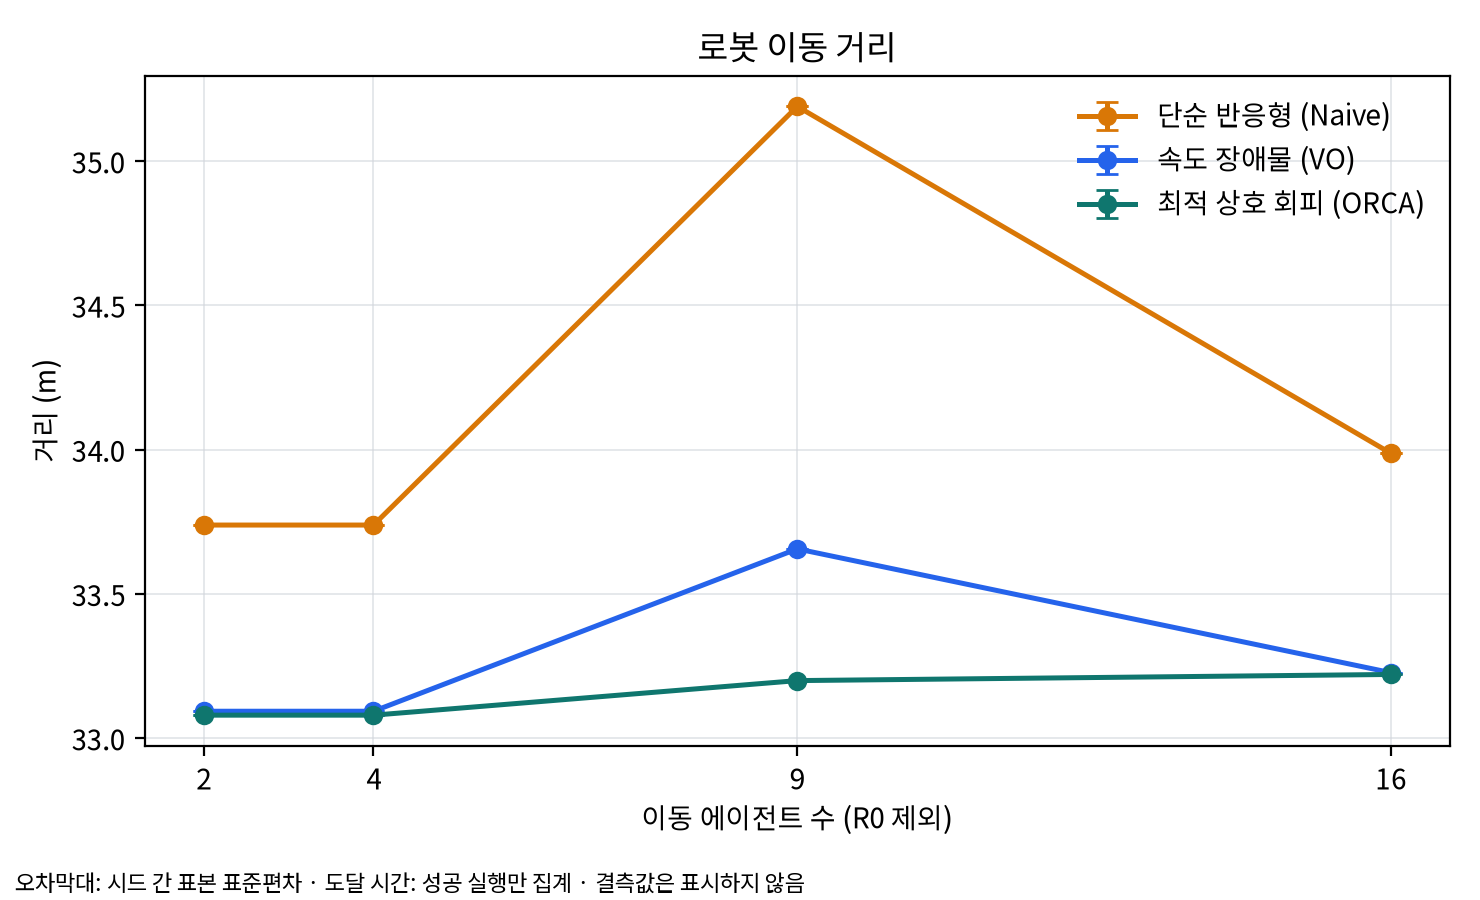 로봇 이동 거리
단순 반응형 (Naive)
속도 장애물 (VO)
최적 상호 회피 (ORCA)
거리 (m)
35.0
34.5
34.0
33.5
33.0
2 4 9 16
이동 에이전트 수 (R0 제외)
오차막대: 시드 간 표본 표준편차 · 도달 시간: 성공 실행만 집계 · 결측값은 표시하지 않음